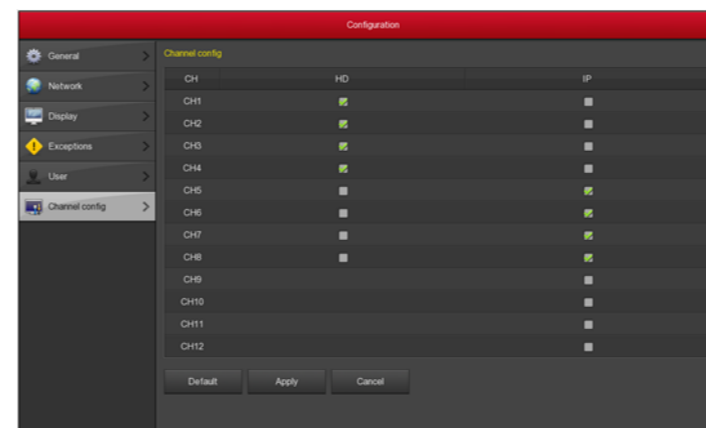 Configuration
General
Network
Display
Exceptions
User
Channel config
Channel config
CH HD IP
CH1
CH2
CH3
CH4
CH5
CH6
CH7
CH8
CH9
CH10
CH11
CH12
Default Apply Cancel